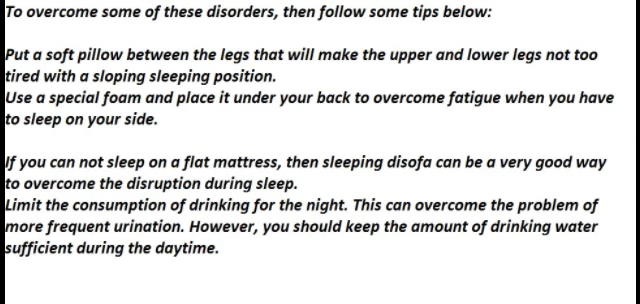 To overcome some of these disorders, then follow some tips below:
Put a soft pillow between the legs that will make the upper and lower legs not too
tired with a sloping sleeping position.
Use a special foam and place it under your back to overcome fatigue when you have
to sleep on your side.
If you can not sleep on a flat mattress, then sleeping disofa can be a very good way
to overcome the disruption during sleep.
Limit the consumption of drinking for the night. This can overcome the problem of
more frequent urination. However, you should keep the amount of drinking water
sufficient during the daytime.